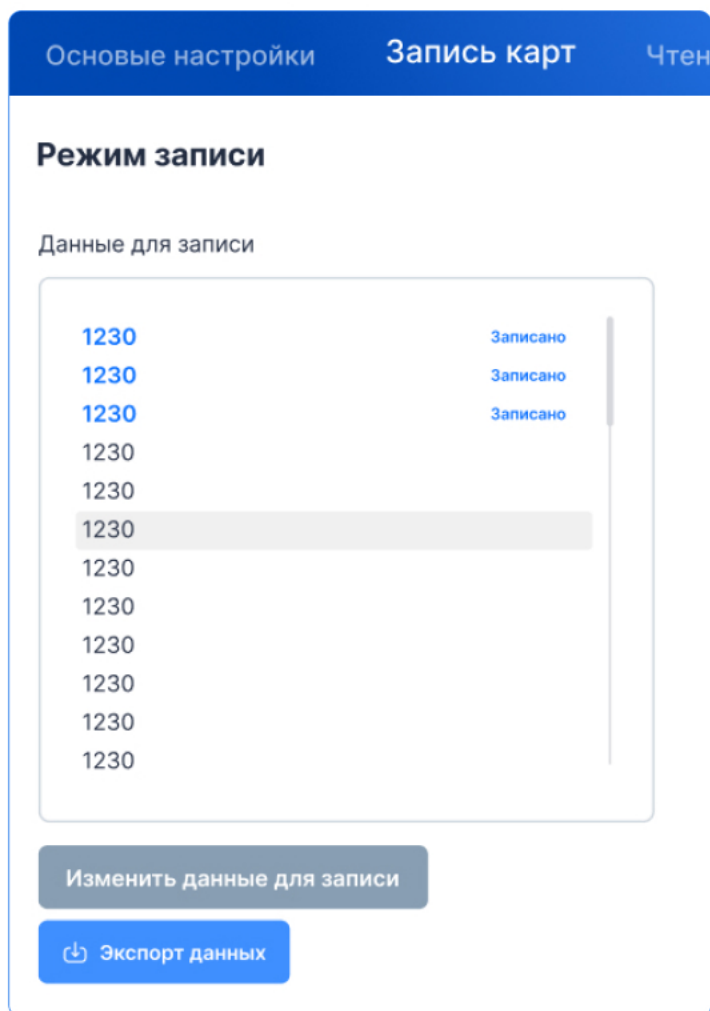 Основые настройки Запись карт Чтен
Режим записи
Данные для записи
1230 Записано
1230 Записано
1230 Записано
1230
1230
1230
1230
1230
1230
1230
1230
1230
Изменить данные для записи
Экспорт данных